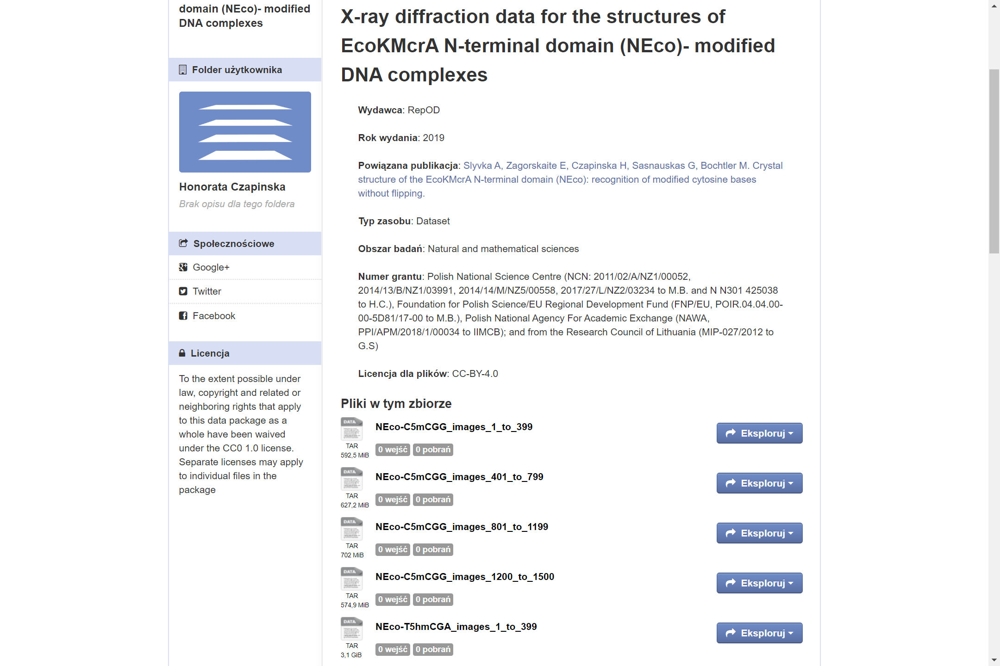 domain (NEco)- modified
DNA complexes
Folder użytkownika
Honorata Czapinska
Brak opisu dla tego foldera
Społecznościowe
Google+
Twitter
Facebook
Licencja
To the extent possible under
law, copyright and related or
neighboring rights that apply
to this data package as a
whole have been waived
under the CC0 1.0 license.
Separate licenses may apply
to individual files in the
package
X-ray diffraction data for the structures of
EcoKMcrA N-terminal domain (NEco)- modified
DNA complexes
Wydawca: RepOD
Rok wydania: 2019
Powiązana publikacja: Slyvka A, Zagorskaite E, Czapinska H, Sasnauskas G, Bochtler M. Crystal
structure of the EcoKMcrA N-terminal domain (NEco): recognition of modified cytosine bases
without flipping.
Typ zasobu: Dataset
Obszar badań: Natural and mathematical sciences
Numer grantu: Polish National Science Centre (NCN: 2011/02/A/NZ1/00052,
2014/13/B/NZ1/03991, 2014/14/M/NZ5/00558, 2017/27/L/NZ2/03234 to M.B. and N N301 425038
to H.C.), Foundation for Polish Science/EU Regional Development Fund (FNP/EU, POIR.04.04.00-
00-5D81/17-00 to M.B.), Polish National Agency For Academic Exchange (NAWA,
PPI/APM/2018/1/00034 to IIMCB); and from the Research Council of Lithuania (MIP-027/2012 to
G.S)
Licencja dla plików: CC-BY-4.0
Pliki w tym zbiorze
DATA
TAR
592,5 MiB
NEco-C5mCGG_images_1_to_399
0 wejść 0 pobrań
Eksploruj
DATA
TAR
627,2 MiB
NEco-C5mCGG_images_401_to_799
0 wejść 0 pobrań
Eksploruj
DATA
TAR
702 MiB
NEco-C5mCGG_images_801_to_1199
0 wejść 0 pobrań
Eksploruj
DATA
TAR
574,9 MiB
NEco-C5mCGG_images_1200_to_1500
0 wejść 0 pobrań
Eksploruj
DATA
TAR
3,1 GiB
NEco-T5hmCGA_images_1_to_399
0 wejść 0 pobrań
Eksploruj